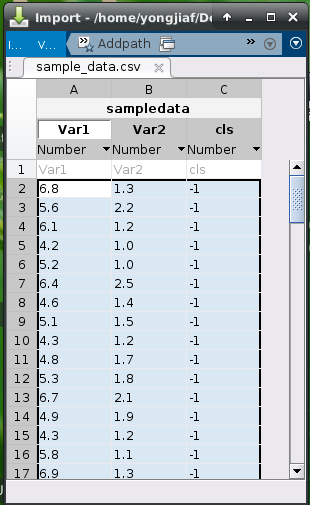 Import - /home/yongjiaf/De
I... V... Addpath » »
sample_data.csv
A B C
sampledata
Var1 Var2 cls
Number Number Number
1 Var1 Var2 cls
2 6.8 1.3 -1
3 5.6 2.2 -1
4 6.1 1.2 -1
5 4.2 1.0 -1
6 5.2 1.0 -1
7 6.4 2.5 -1
8 4.6 1.4 -1
9 5.1 1.5 -1
10 4.3 1.2 -1
11 4.8 1.7 -1
12 5.3 1.8 -1
13 6.7 2.1 -1
14 4.9 1.9 -1
15 4.3 1.2 -1
16 5.8 1.1 -1
17 6.9 1.3 -1